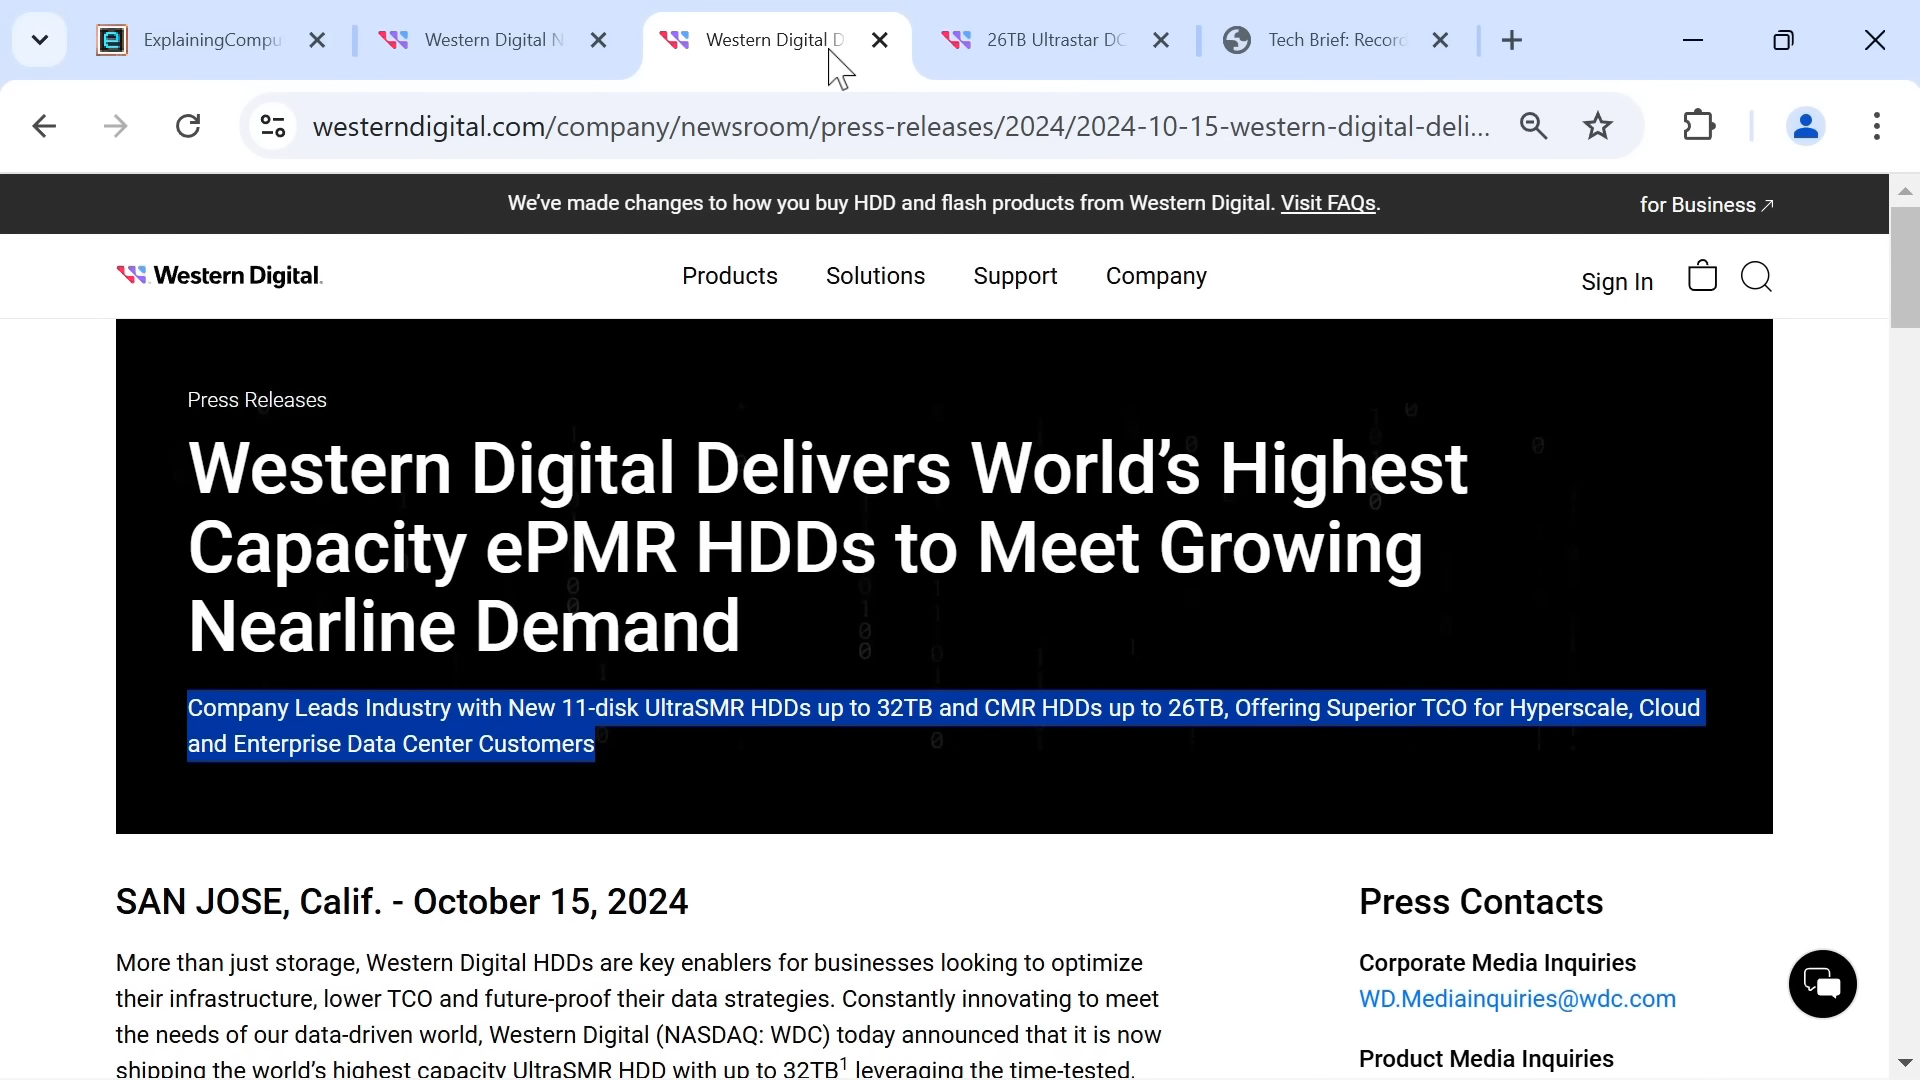 ExplainingCompu
Western Digital N
Western Digital D
26TB Ultrastar DC
Tech Brief: Record
westerndigital.com/company/newsroom/press-releases/2024/2024-10-15-western-digital-deli...
We've made changes to how you buy HDD and flash products from Western Digital. Visit FAQs.
for Business
Western Digital.
Products
Solutions
Support
Company
Sign In
Press Releases
Western Digital Delivers World's Highest
Capacity ePMR HDDs to Meet Growing
Nearline Demand
Company Leads Industry with New 11-disk UltraSMR HDDs up to 32TB and CMR HDDs up to 26TB, Offering Superior TCO for Hyperscale, Cloud
and Enterprise Data Center Customers
SAN JOSE, Calif. - October 15, 2024
More than just storage, Western Digital HDDs are key enablers for businesses looking to optimize
their infrastructure, lower TCO and future-proof their data strategies. Constantly innovating to meet
the needs of our data-driven world, Western Digital (NASDAQ: WDC) today announced that it is now
shipping the world's highest capacity UltraSMR HDD with up to 32TB¹ leveraging the time-tested,
Press Contacts
Corporate Media Inquiries
WD.Mediainquiries@wdc.com
Product Media Inquiries